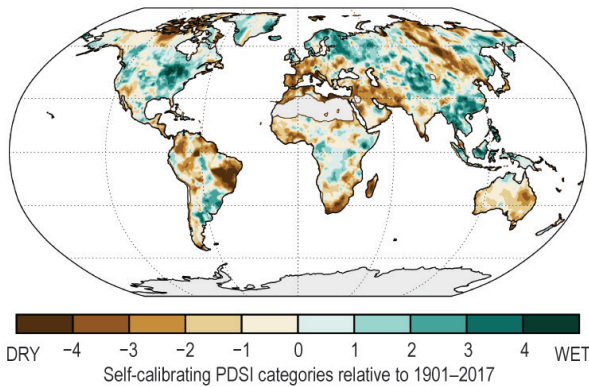 DRY −4 −3 −2 −1 0 1 2 3 4 WET
Self-calibrating PDSI categories relative to 1901–2017